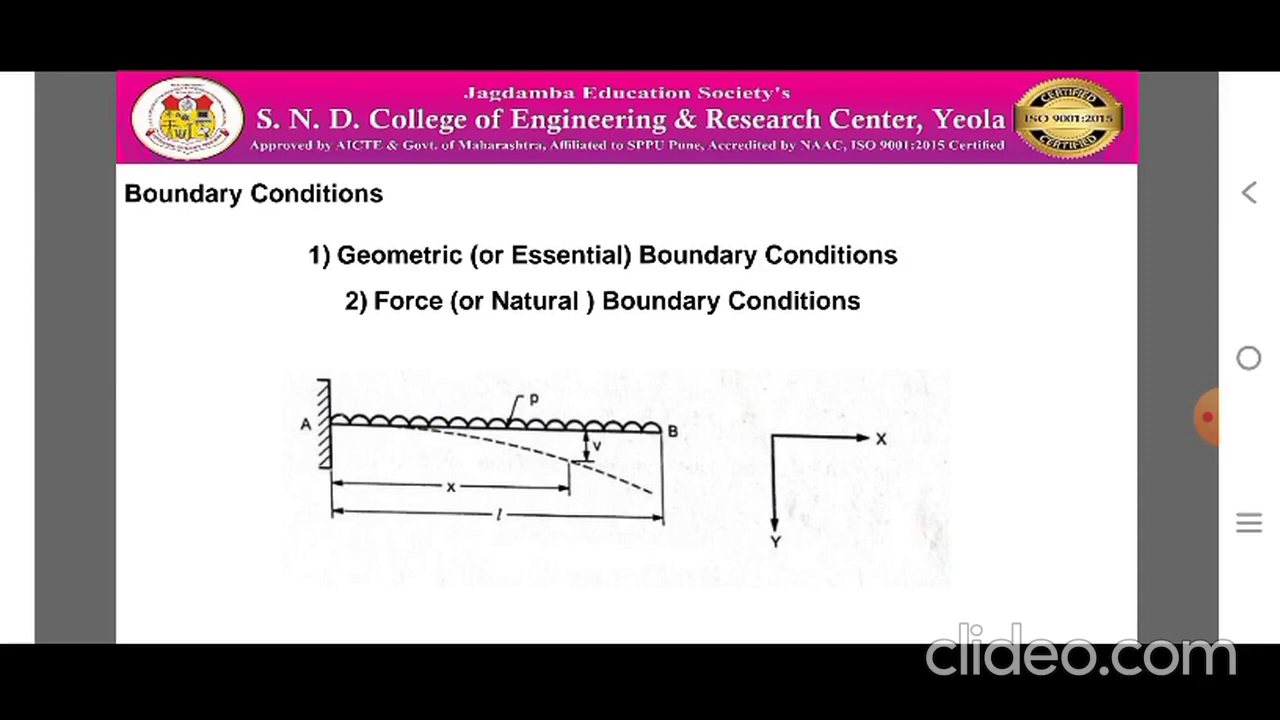 Jagdamba Education Society's
S. N. D. College of Engineering & Research Center, Yeola
Approved by AICTE & Govt. of Maharashtra, Affiliated to SPPU Pune, Accredited by NAAC, ISO 9001:2015 Certified
CERTIFIED
ISO 9001:2015
CERTIFIED
Boundary Conditions
1) Geometric (or Essential) Boundary Conditions
2) Force (or Natural ) Boundary Conditions
P
A
B
v
x
l
X
Y
clideo.com